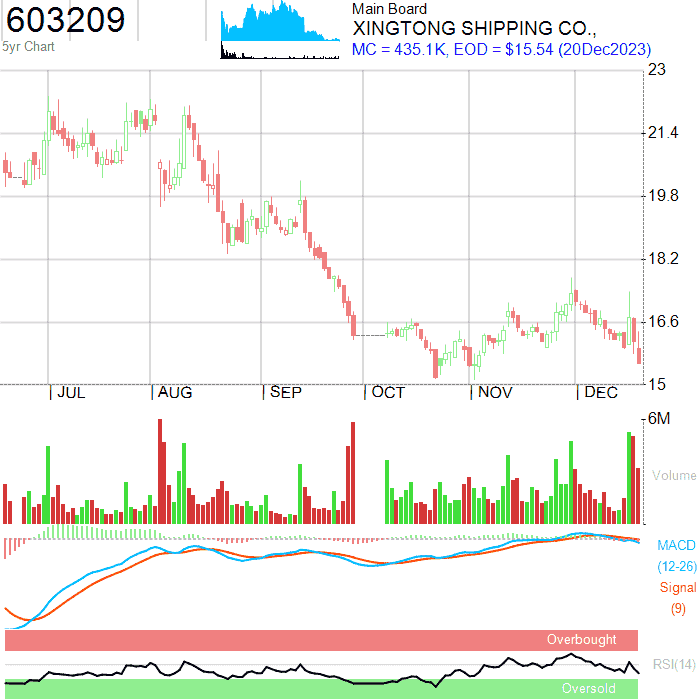 603209
5yr Chart
Main Board
XINGTONG SHIPPING CO.,
MC = 435.1K, EOD = $15.54 (20Dec2023)
23
21.4
19.8
18.2
16.6
15
JUL
AUG
SEP
OCT
NOV
DEC
6M
Volume
MACD
(12-26)
Signal
(9)
Overbought
RSI(14)
Oversold